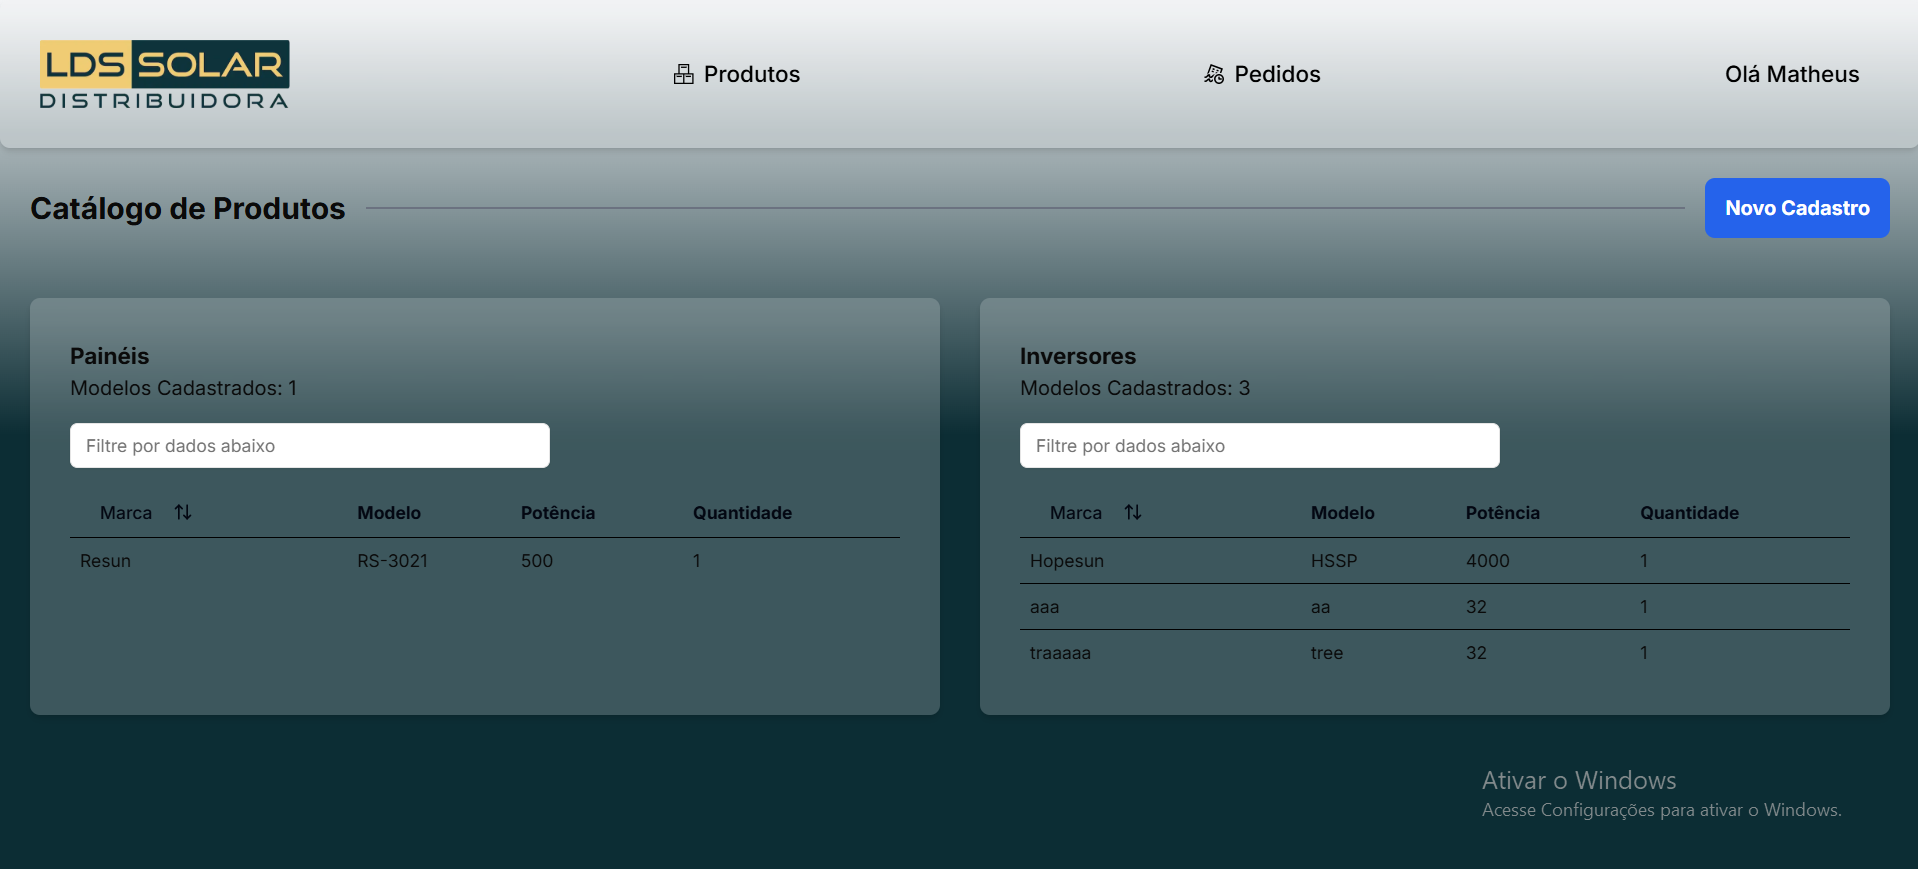 LDS SOLAR
DISTRIBUIDORA
Produtos
Pedidos
Olá Matheus
Catálogo de Produtos
Novo Cadastro
Painéis
Modelos Cadastrados: 1
Filtre por dados abaixo
Marca Modelo Potência Quantidade
Resun RS-3021 500 1
Inversores
Modelos Cadastrados: 3
Filtre por dados abaixo
Marca Modelo Potência Quantidade
Hopesun HSSP 4000 1
aaa aa 32 1
traaaaa tree 32 1
Ativar o Windows
Acesse Configurações para ativar o Windows.